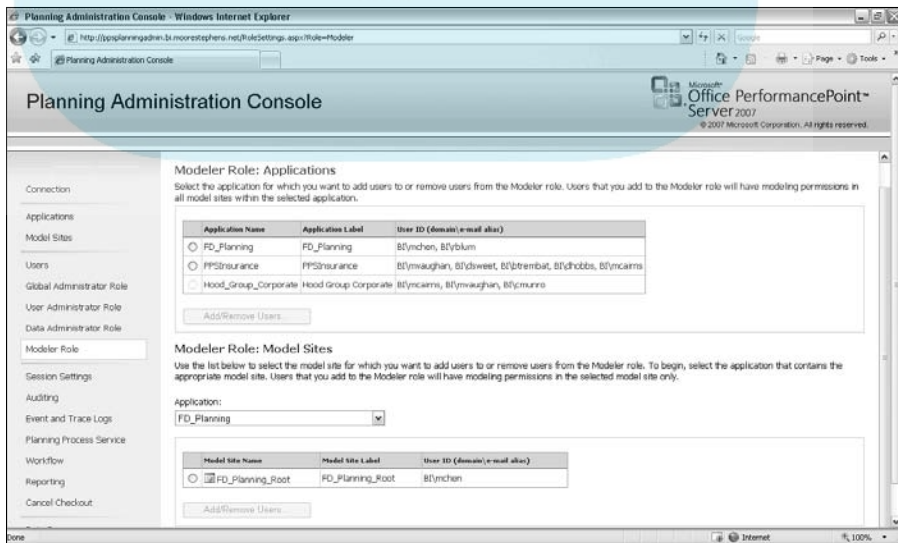 Planning Administration Console - Windows Internet Explorer
http://ppsplanningadmin.bi.moorestephens.net/RoleSettings.aspx?Role=Modeler
Google
Planning Administration Console
Page
Tools
Planning Administration Console
Microsoft
Office PerformancePoint™
Server 2007
© 2007 Microsoft Corporation. All rights reserved.
Connection
Applications
Model Sites
Users
Global Administrator Role
User Administrator Role
Data Administrator Role
Modeler Role
Session Settings
Auditing
Event and Trace Logs
Planning Process Service
Workflow
Reporting
Cancel Checkout
Modeler Role: Applications
Select the application for which you want to add users to or remove users from the Modeler role. Users that you add to the Modeler role will have modeling permissions in
all model sites within the selected application.
Application Name Application Label User ID (domain\e-mail alias)
FD_Planning FD_Planning BI\mchen, BI\rblum
PPSInsurance PPSInsurance BI\mvaughan, BI\dsweet, BI\btrembat, BI\dhobbs, BI\mcairns
Hood_Group_Corporate Hood Group Corporate BI\mcairns, BI\mvaughan, BI\cmunro
Add/Remove Users...
Modeler Role: Model Sites
Use the list below to select the model site for which you want to add users to or remove users from the Modeler role. To begin, select the application that contains the
appropriate model site. Users that you add to the Modeler role will have modeling permissions in the selected model site only.
Application:
FD_Planning
Model Site Name Model Site Label User ID (domain\e-mail alias)
FD_Planning_Root FD_Planning_Root BI\mchen
Add/Remove Users...
Done
Internet
100%